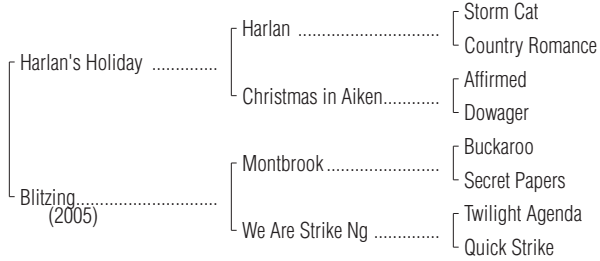 Storm Cat
Harlan ................................
Country Romance
Harlan's Holiday ..............
Affirmed
Christmas in Aiken.............
Dowager
Buckaroo
Montbrook .........................
Secret Papers
Blitzing..............................
(2005)
Twilight Agenda
We Are Strike Ng ..............
Quick Strike